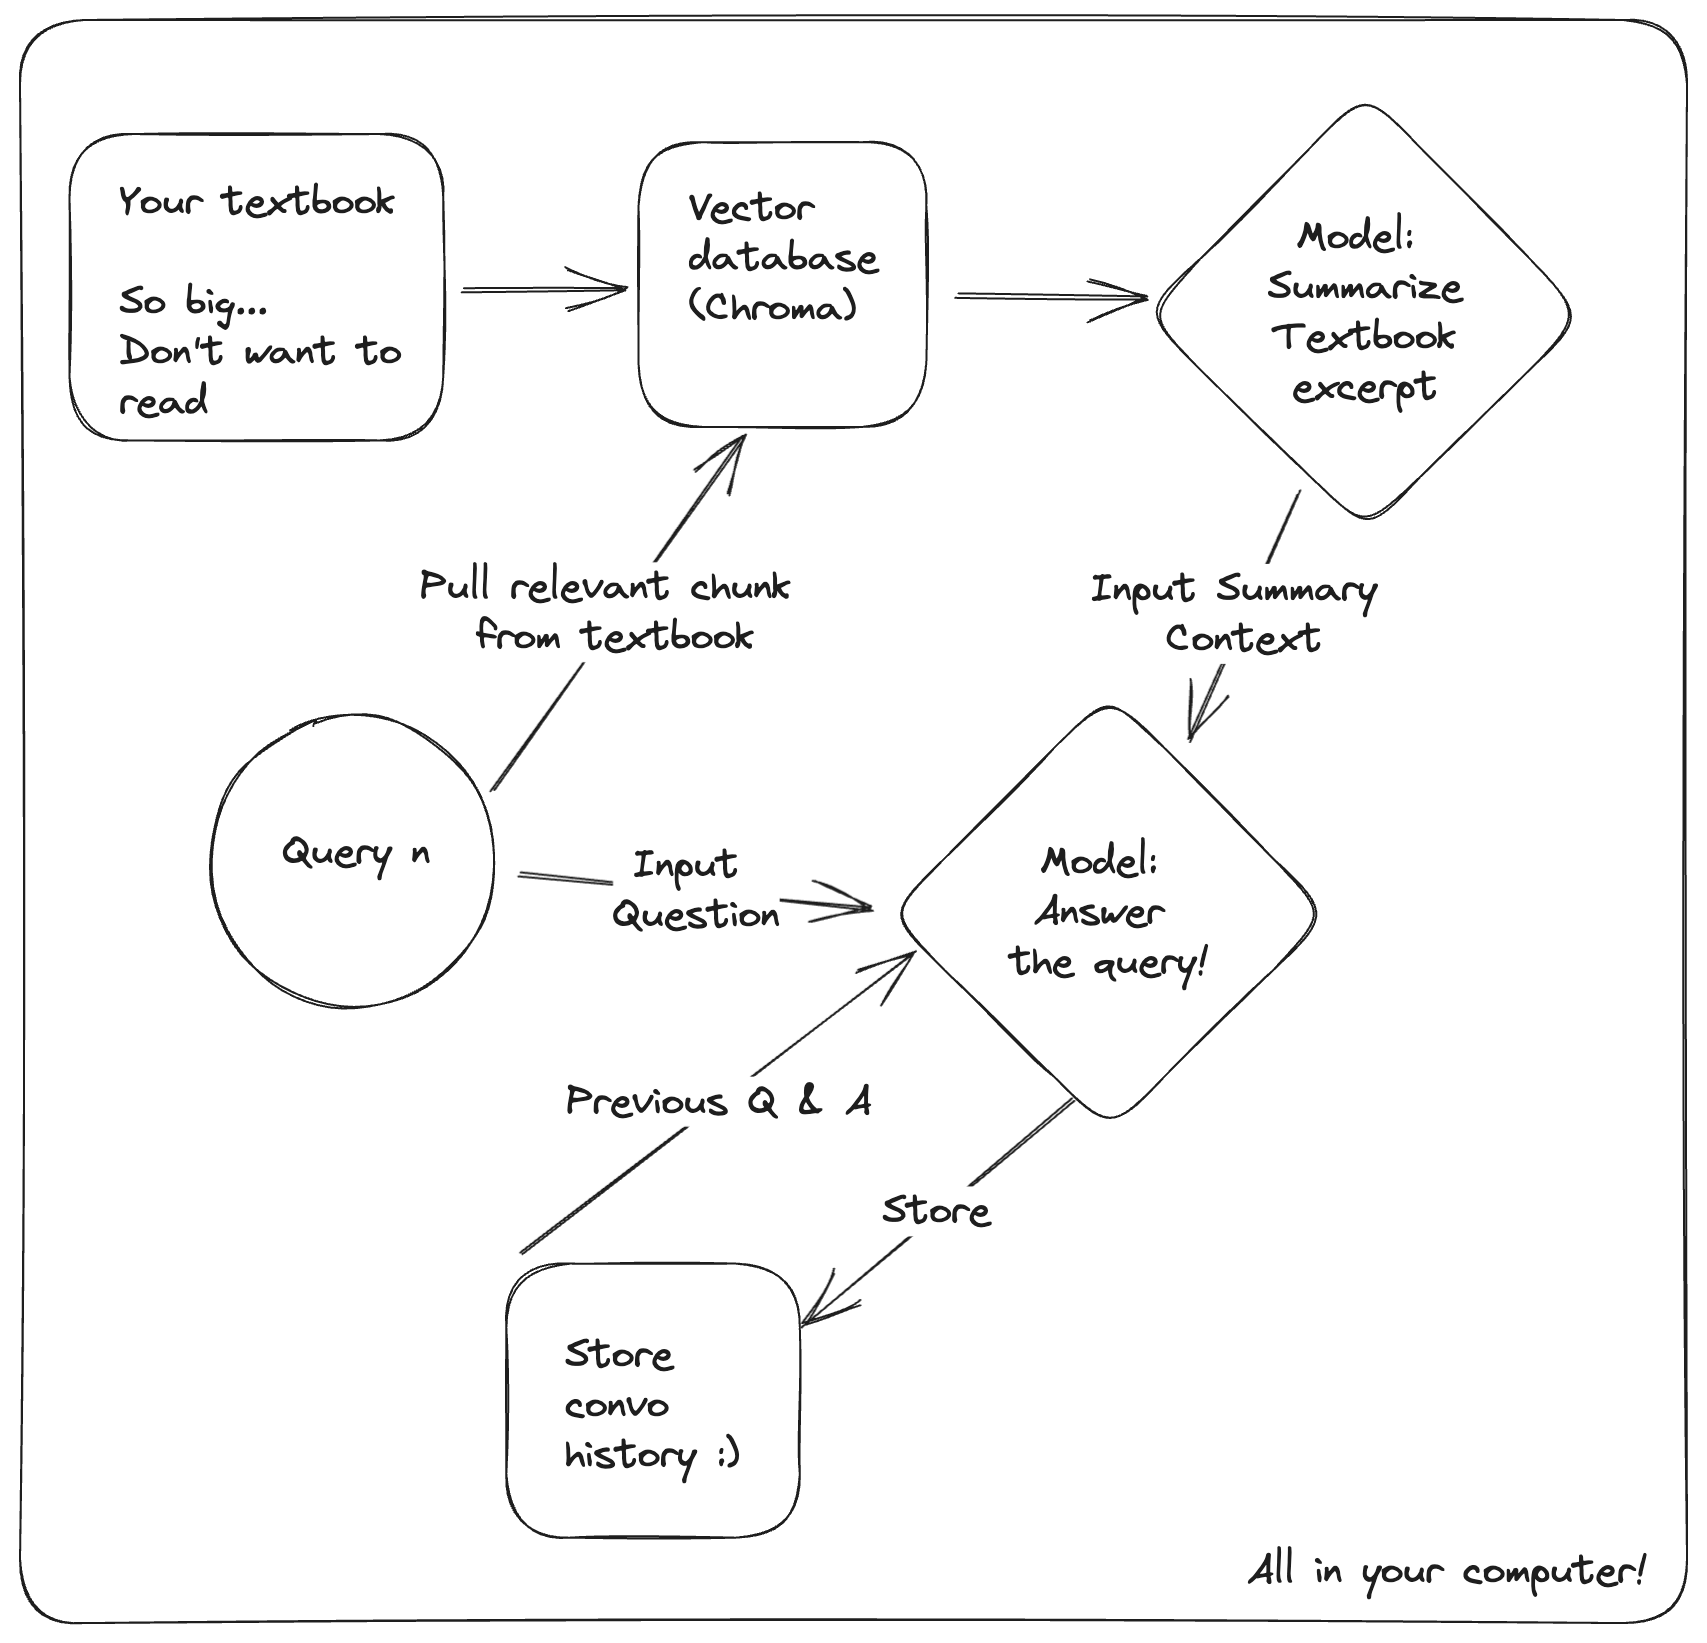 Your textbook
So big...
Don't want to
read
Vector
database
(Chroma)
Model:
Summarize
Textbook
excerpt
Pull relevant chunk
from textbook
Input Summary
Context
Query n
Input
Question
Model:
Answer
the query!
Previous Q & A
Store
Store
convo
history :)
All in your computer!